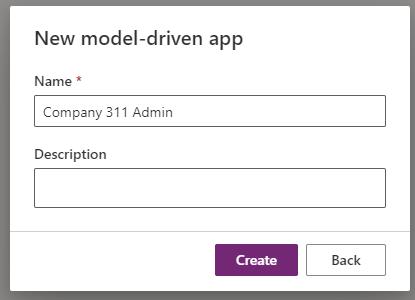 New model-driven app
Name *
Company 311 Admin
Description
Create Back